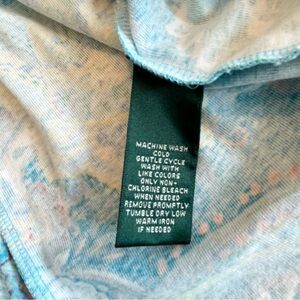 MACHINE WASH
COLD
GENTLE CYCLE
WASH WITH
LIKE COLORS
ONLY NON-
CHLORINE BLEACH
WHEN NEEDED
REMOVE PROMPTLY
TUMBLE DRY LOW
WARM IRON
IF NEEDED